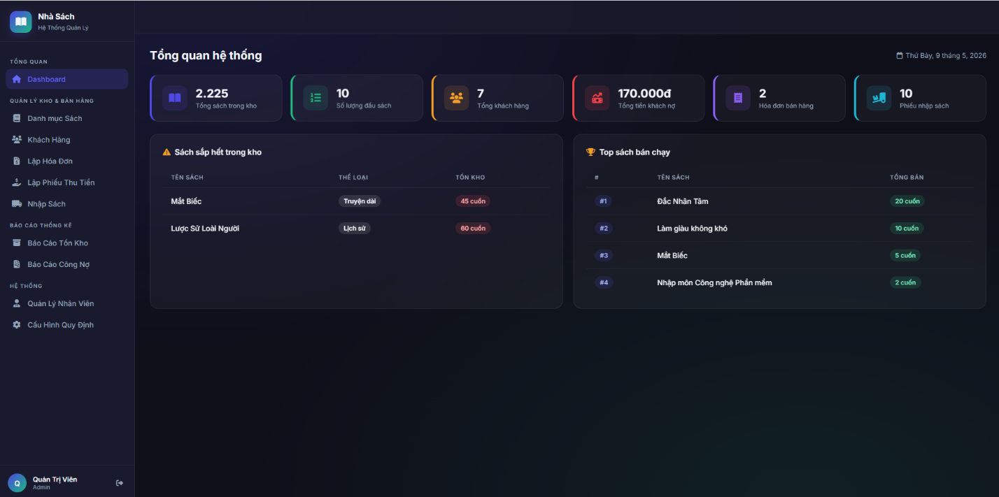 Nhà Sách
Hệ Thống Quản Lý
TỔNG QUAN
Dashboard
QUẢN LÝ KHO & BÁN HÀNG
Danh mục Sách
Khách Hàng
Lập Hóa Đơn
Lập Phiếu Thu Tiền
Nhập Sách
BÁO CÁO THỐNG KÊ
Báo Cáo Tồn Kho
Báo Cáo Công Nợ
HỆ THỐNG
Quản Lý Nhân Viên
Cấu Hình Quy Định
Q
Quản Trị Viên
Admin
Tổng quan hệ thống
Thứ Bảy, 9 tháng 5, 2026
2.225
Tổng sách trong kho
10
Số lượng đầu sách
7
Tổng khách hàng
170.000đ
Tổng tiền khách nợ
2
Hóa đơn bán hàng
10
Phiếu nhập sách
Sách sắp hết trong kho
TÊN SÁCH THỂ LOẠI TỒN KHO
Mắt Biếc Truyện dài 45 cuốn
Lược Sử Loài Người Lịch sử 60 cuốn
Top sách bán chạy
# TÊN SÁCH TỔNG BÁN
#1 Đắc Nhân Tâm 20 cuốn
#2 Làm giàu không khó 10 cuốn
#3 Mắt Biếc 5 cuốn
#4 Nhập môn Công nghệ Phần mềm 2 cuốn